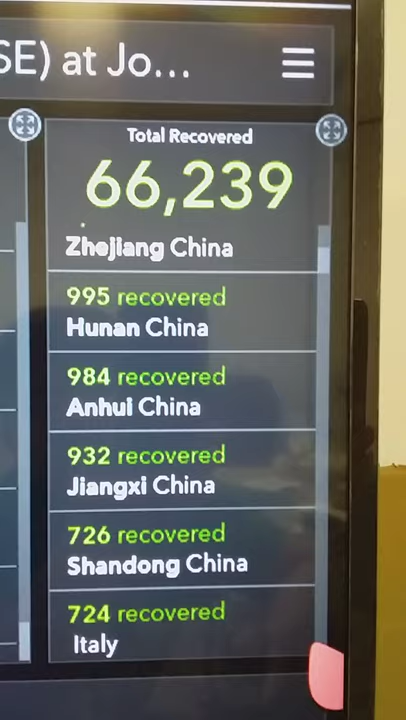 SE) at Jo...
Total Recovered
66,239
Zhejiang China
995 recovered
Hunan China
984 recovered
Anhui China
932 recovered
Jiangxi China
726 recovered
Shandong China
724 recovered
Italy